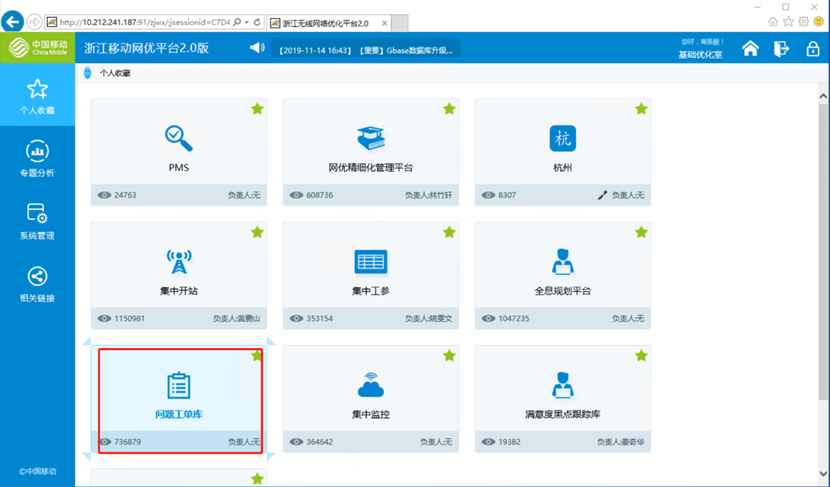 http://10.212.241.187:91/zjwx/;jsessionid=C7D4
浙江无线网络优化平台2.0
中国移动
China Mobile
浙江移动网优平台2.0版
【2019-11-14 16:43】 【重要】Gbase数据库升级...
基础优化室
个人收藏
个人收藏
专题分析
系统管理
相关链接
©中国移动
PMS
24763 负责人:无
网优精细化管理平台
608736 负责人:林竹轩
杭
杭州
8307 负责人:无
集中开站
1150981 负责人:黄震山
集中工参
353154 负责人:姚雯文
全息规划平台
1047235 负责人:无
问题工单库
736879 负责人:无
集中监控
364642 负责人:无
满意度黑点跟踪库
19382 负责人:姜奇华